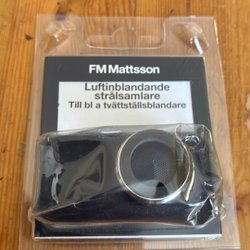 FM Mattsson
Luftinblandande
strålsamlare
Till bl a tvättställsblandare